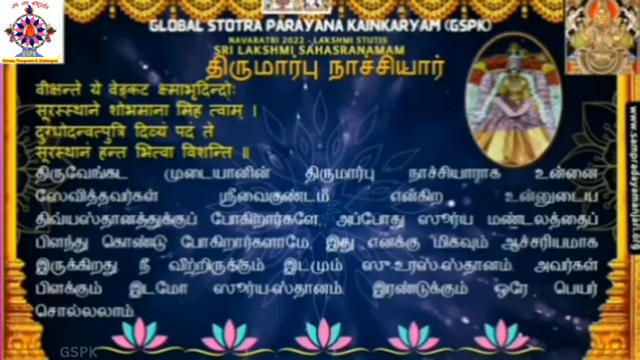 GLOBAL STOTRA PARAYANA KAINKARYAM (GSPK)
NAVARATRI 2022 - LAKSHMI STUTIS
SRI LAKSHMI SAHASRANAMAM
திருமார்பு நாச்சியார்
वीक्षन्ते ये वेङ्कट क्ष्माभृदिन्दोः
सूरस्स्थाने शोभमाना मिह त्वाम् ।
दुग्धोदन्वत्पुत्रि दिव्यं पदं ते
सूरस्थानं हन्त भित्वा विशन्ति ॥
திருவேங்கட முடையானின் திருமார்பு நாச்சியாராக உன்னை
ஸேவித்தவர்கள் ஸ்ரீவைகுண்டம் என்கிற உன்னுடைய
திவ்யஸ்தானத்துக்குப் போகிறார்களே, அப்போது ஸூர்ய மண்டலத்தைப்
பிளந்து கொண்டு போகிறார்களாமே, இது எனக்கு மிகவும் ஆச்சரியமாக
இருக்கிறது. நீ வீற்றிருக்கும் இடமும் ஸு-உரஸ்-ஸ்தானம். அவர்கள்
பிளக்கும் இடமோ ஸூர்ய-ஸ்தானம். இரண்டுக்கும் ஒரே பெயர்
சொல்லலாம்.
GSPK
GSPK